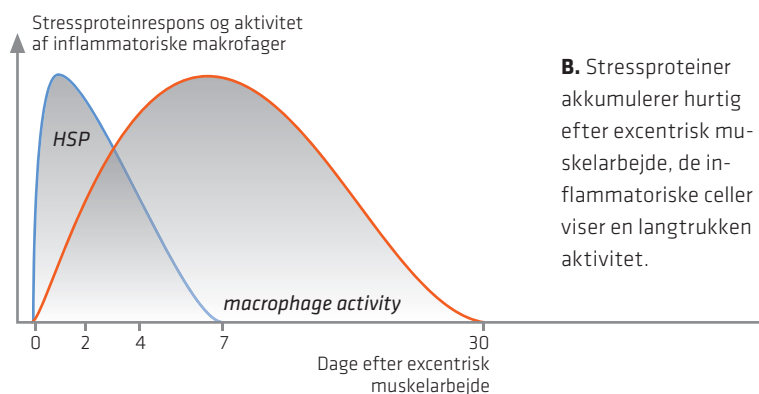 Stressproteinrespons og aktivitet
af inflammatoriske makrofager
HSP
macrophage activity
0 2 4 7 30
Dage efter excentrisk
muskelarbejde
B. Stressproteiner
akkumulerer hurtig
efter excentrisk mu-
skelarbejde, de in-
flammatoriske celler
viser en langtrukken
aktivitet.